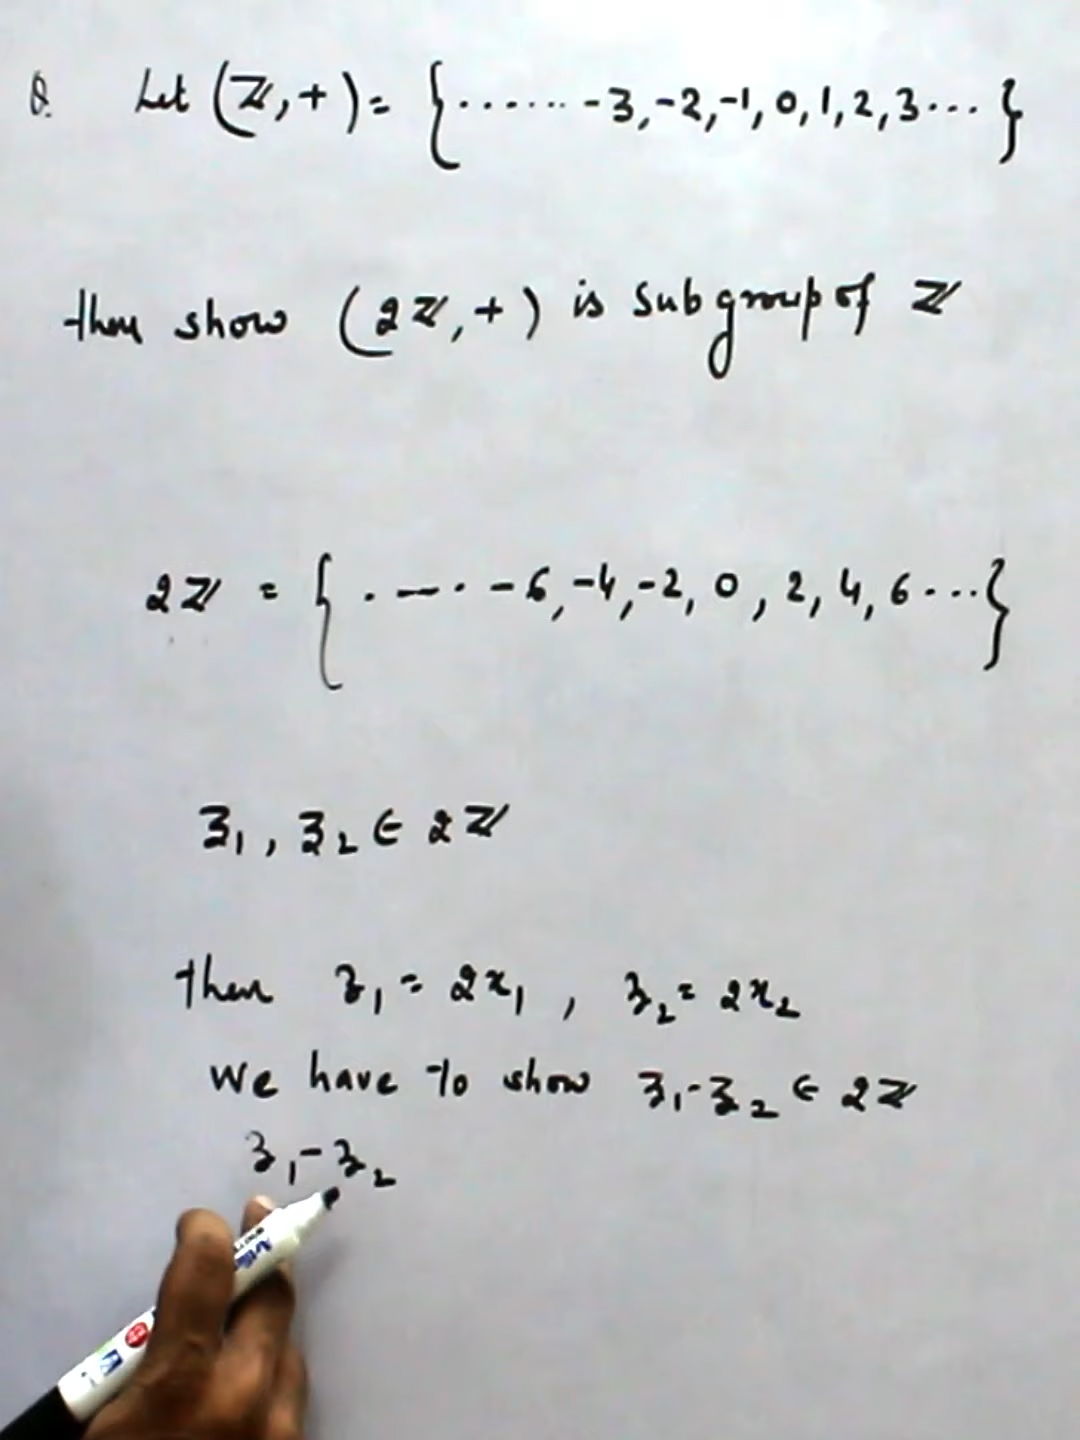 Q. Let (ℤ, +) = {...... -3, -2, -1, 0, 1, 2, 3 ... }
then show (2ℤ, +) is subgroup of ℤ
2ℤ = { . — . -6, -4, -2, 0, 2, 4, 6 ... }
z₁, z₂ ∈ 2ℤ
then z₁ = 2x₁, z₂ = 2x₂
We have to show z₁ - z₂ ∈ 2ℤ
z₁ - z₂